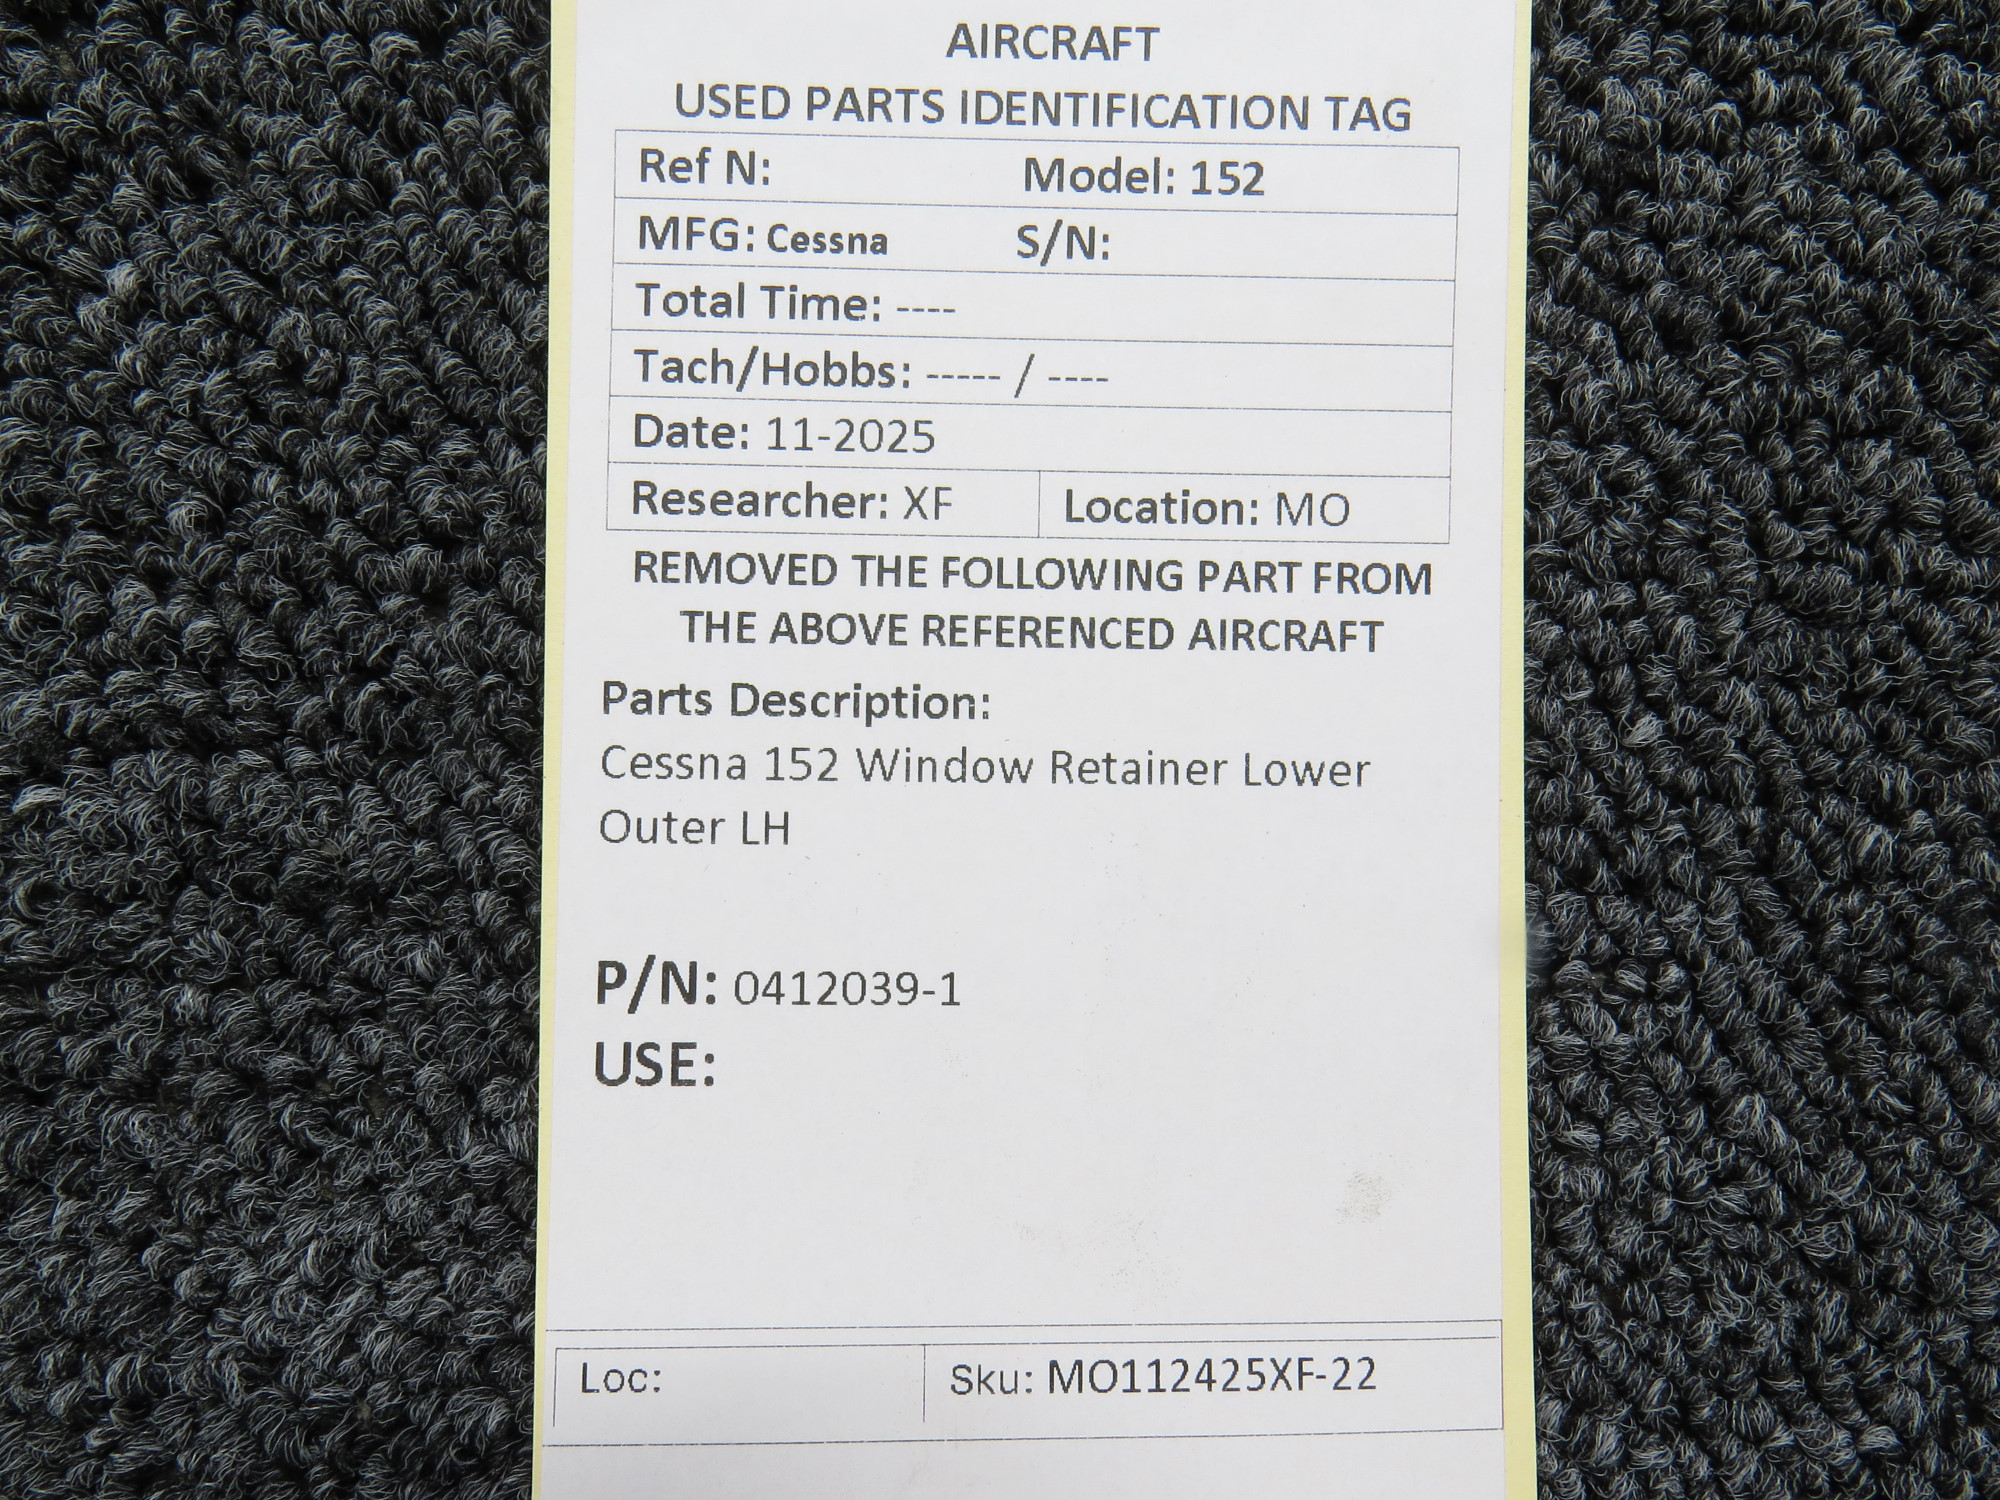 AIRCRAFT
USED PARTS IDENTIFICATION TAG
Ref N: Model: 152
MFG: Cessna S/N:
Total Time: ----
Tach/Hobbs: ----- / ----
Date: 11-2025
Researcher: XF Location: MO
REMOVED THE FOLLOWING PART FROM
THE ABOVE REFERENCED AIRCRAFT
Parts Description:
Cessna 152 Window Retainer Lower
Outer LH
P/N: 0412039-1
USE:
Loc: Sku: MO112425XF-22